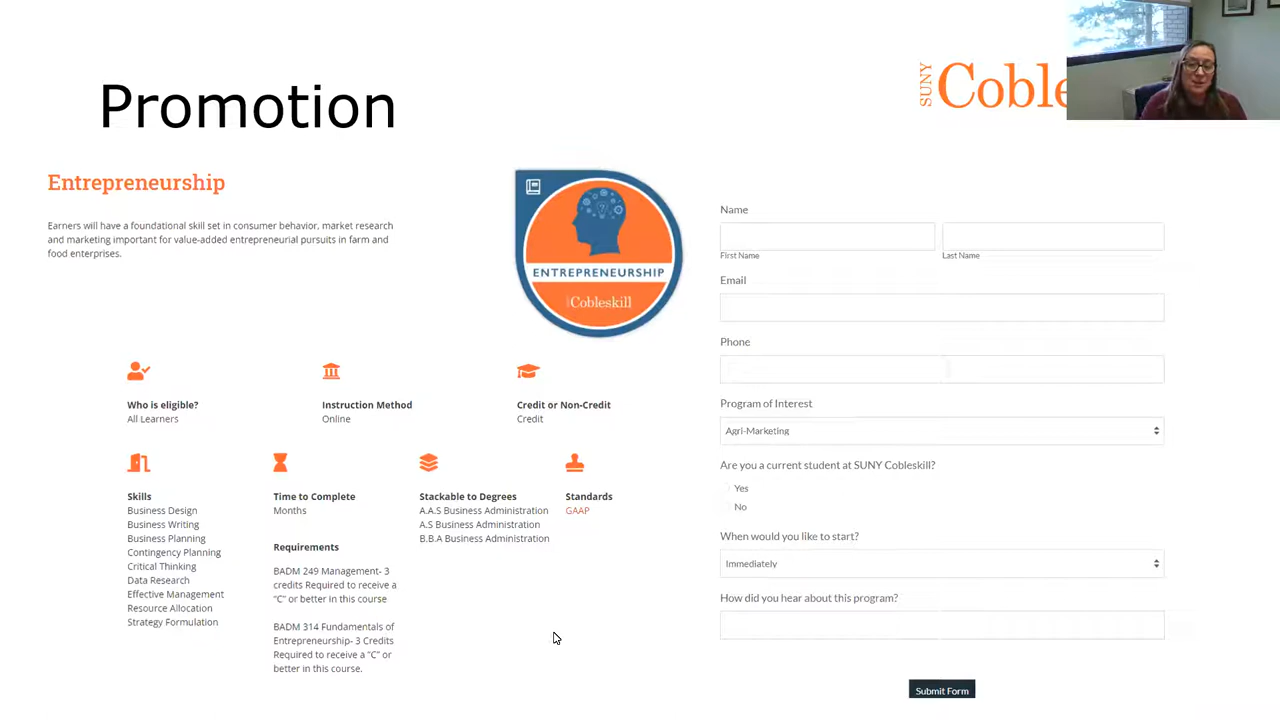 Promotion
SUNY
Entrepreneurship
Earners will have a foundational skill set in consumer behavior, market research
and marketing important for value-added entrepreneurial pursuits in farm and
food enterprises.
ENTREPRENEURSHIP
Cobleskill
Who is eligible?
All Learners
Instruction Method
Online
Credit or Non-Credit
Credit
Skills
Business Design
Business Writing
Business Planning
Contingency Planning
Critical Thinking
Data Research
Effective Management
Resource Allocation
Strategy Formulation
Time to Complete
Months
Requirements
BADM 249 Management- 3
credits Required to receive a
“C” or better in this course
BADM 314 Fundamentals of
Entrepreneurship- 3 Credits
Required to receive a “C” or
better in this course.
Stackable to Degrees
A.A.S Business Administration
A.S Business Administration
B.B.A Business Administration
Standards
GAAP
Name
First Name
Last Name
Email
Phone
Program of Interest
Agri-Marketing
Are you a current student at SUNY Cobleskill?
Yes
No
When would you like to start?
Immediately
How did you hear about this program?
Submit Form